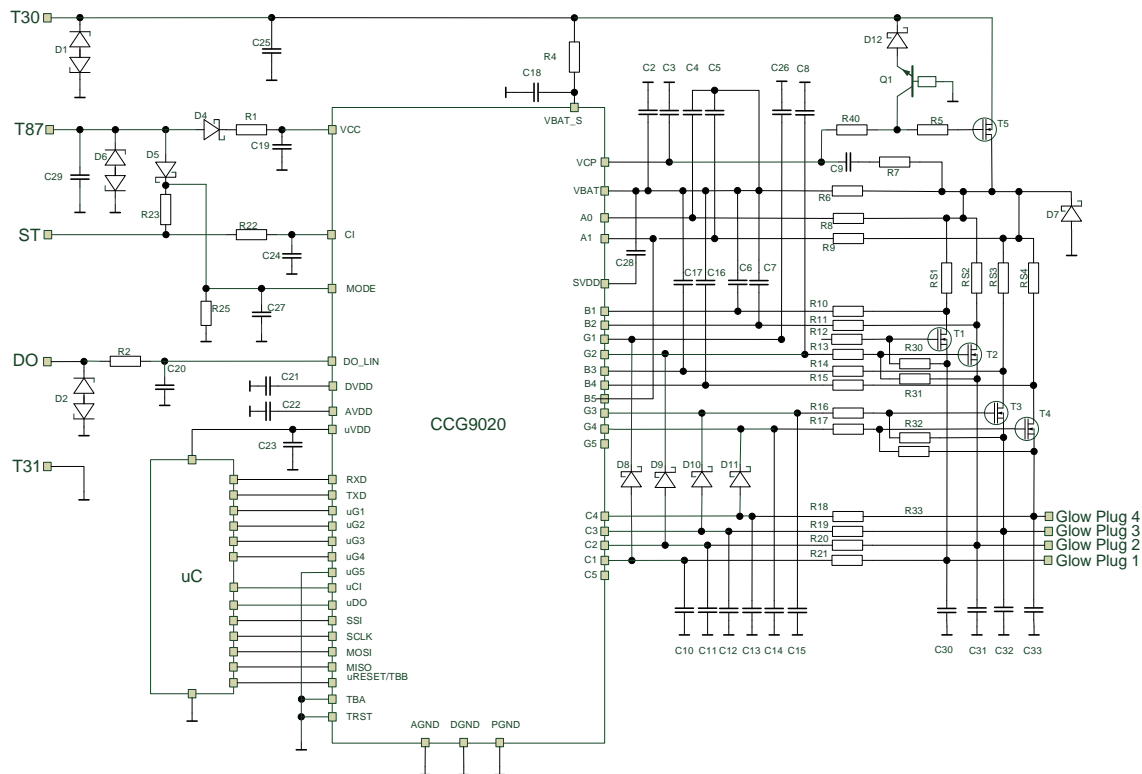 T30
D1
C25
R4
C18
VBAT_S
C2
C3
C4
C5
C26
C8
D12
Q1
R40
R5
T5
T87
D4
R1
C19
VCC
C29
D6
D5
R23
VCP
C9
R7
VBAT
R6
D7
ST
R22
C24
CI
A0
R8
A1
R9
C28
C17
C16
C6
C7
SVDD
RS1
RS2
RS3
RS4
MODE
R25
C27
B1
R10
B2
R11
G1
R12
T1
G2
R13
T2
R30
B3
R14
B4
R15
R31
B5
DO
R2
C20
DO_LIN
D2
C21
DVDD
C22
AVDD
uVDD
C23
CCG9020
G3
R16
T3
G4
R17
T4
R32
G5
T31
D8
D9
D10
D11
RXD
TXD
uG1
uG2
uG3
uG4
uG5
uCI
uDO
SSI
SCLK
MOSI
MISO
uRESET/TBB
TBA
TRST
uC
C4
R18
R33
Glow Plug 4
C3
R19
Glow Plug 3
C2
R20
Glow Plug 2
C1
R21
Glow Plug 1
C5
C10
C11
C12
C13
C14
C15
C30
C31
C32
C33
AGND
DGND
PGND